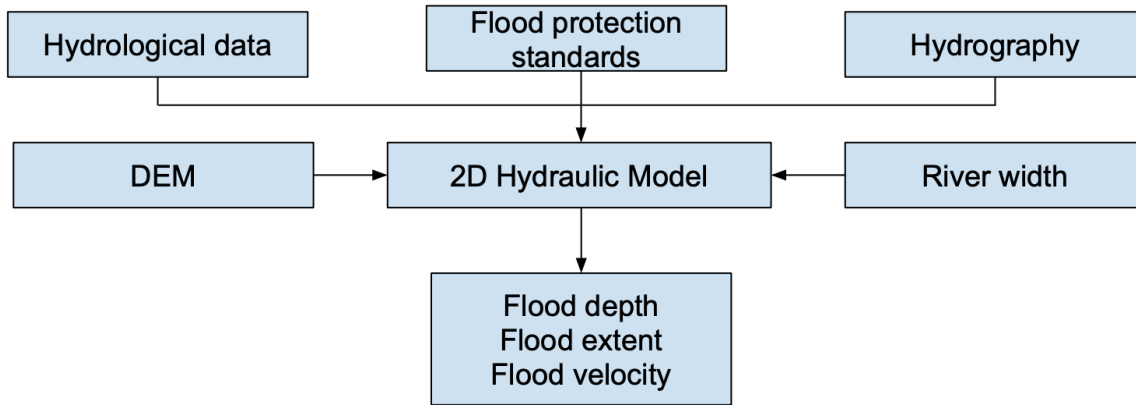 Hydrological data
Flood protection
standards
Hydrography
DEM
2D Hydraulic Model
River width
Flood depth
Flood extent
Flood velocity